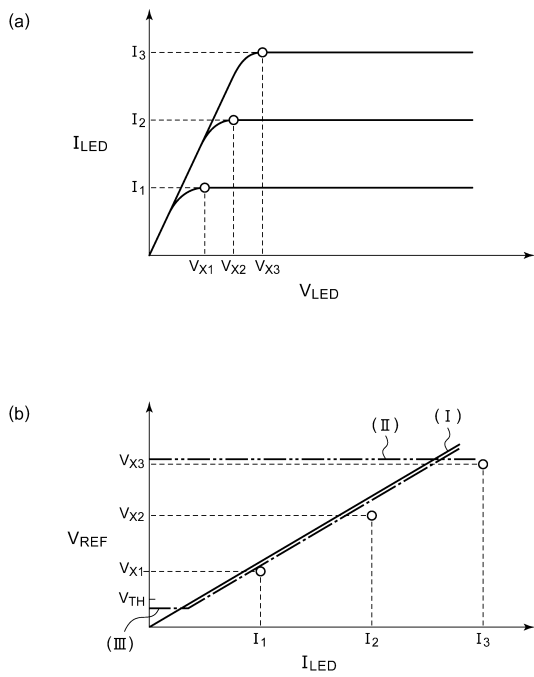 (a)
I3
I2
I1
ILED
VX1 VX2 VX3
VLED
(b)
(II)
(I)
VX3
VX2
VREF
VX1
VTH
(III)
I1 I2 I3
ILED